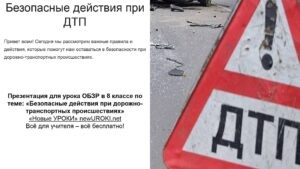 Безопасные действия при
ДТП
Привет всем! Сегодня мы рассмотрим важные правила и
действия, которые помогут нам оставаться в безопасности при
дорожно-транспортных происшествиях.
Презентация для урока ОБЗР в 8 классе по
теме: «Безопасные действия при дорожно-
транспортных происшествиях»
«Новые УРОКИ» newUROKI.net
Всё для учителя – всё бесплатно!
ДТП